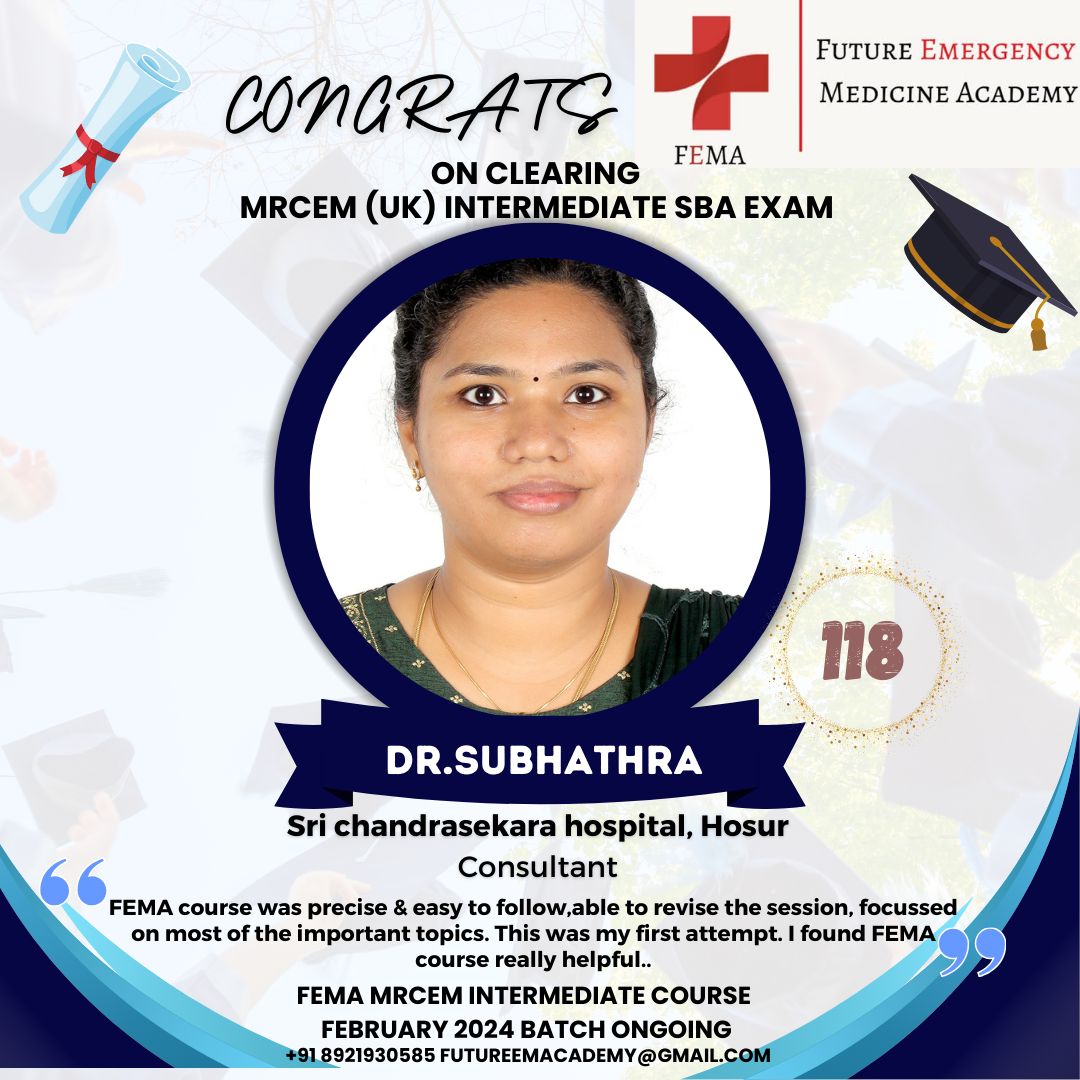 CONGRATS
FUTURE EMERGENCY
MEDICINE ACADEMY
FEMA
ON CLEARING
MRCEM (UK) INTERMEDIATE SBA EXAM
118
DR.SUBHATHRA
Sri chandrasekara hospital, Hosur
Consultant
“
FEMA course was precise & easy to follow,able to revise the session, focussed
on most of the important topics. This was my first attempt. I found FEMA
course really helpful..
”
FEMA MRCEM INTERMEDIATE COURSE
FEBRUARY 2024 BATCH ONGOING
+91 8921930585 FUTUREEMACADEMY@GMAIL.COM